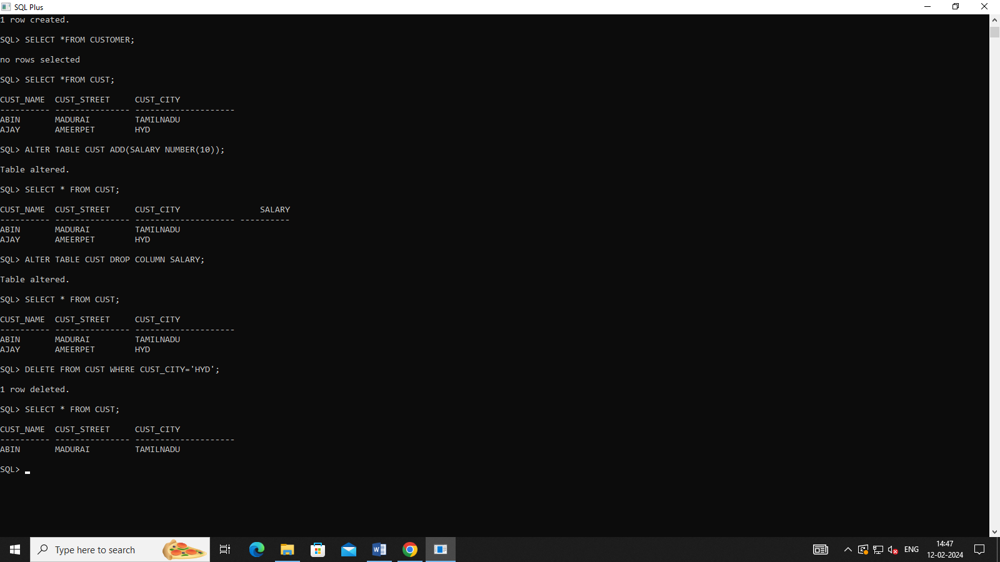 SQL Plus
1 row created.
SQL> SELECT *FROM CUSTOMER;
no rows selected
SQL> SELECT *FROM CUST;
CUST_NAME  CUST_STREET     CUST_CITY
---------- --------------- --------------------
ABIN       MADURAI         TAMILNADU
AJAY       AMEERPET        HYD
SQL> ALTER TABLE CUST ADD(SALARY NUMBER(10));
Table altered.
SQL> SELECT * FROM CUST;
CUST_NAME  CUST_STREET     CUST_CITY                SALARY
---------- --------------- -------------------- ----------
ABIN       MADURAI         TAMILNADU
AJAY       AMEERPET        HYD
SQL> ALTER TABLE CUST DROP COLUMN SALARY;
Table altered.
SQL> SELECT * FROM CUST;
CUST_NAME  CUST_STREET     CUST_CITY
---------- --------------- --------------------
ABIN       MADURAI         TAMILNADU
AJAY       AMEERPET        HYD
SQL> DELETE FROM CUST WHERE CUST_CITY='HYD';
1 row deleted.
SQL> SELECT * FROM CUST;
CUST_NAME  CUST_STREET     CUST_CITY
---------- --------------- --------------------
ABIN       MADURAI         TAMILNADU
SQL>
Type here to search
ENG
14:47
12-02-2024